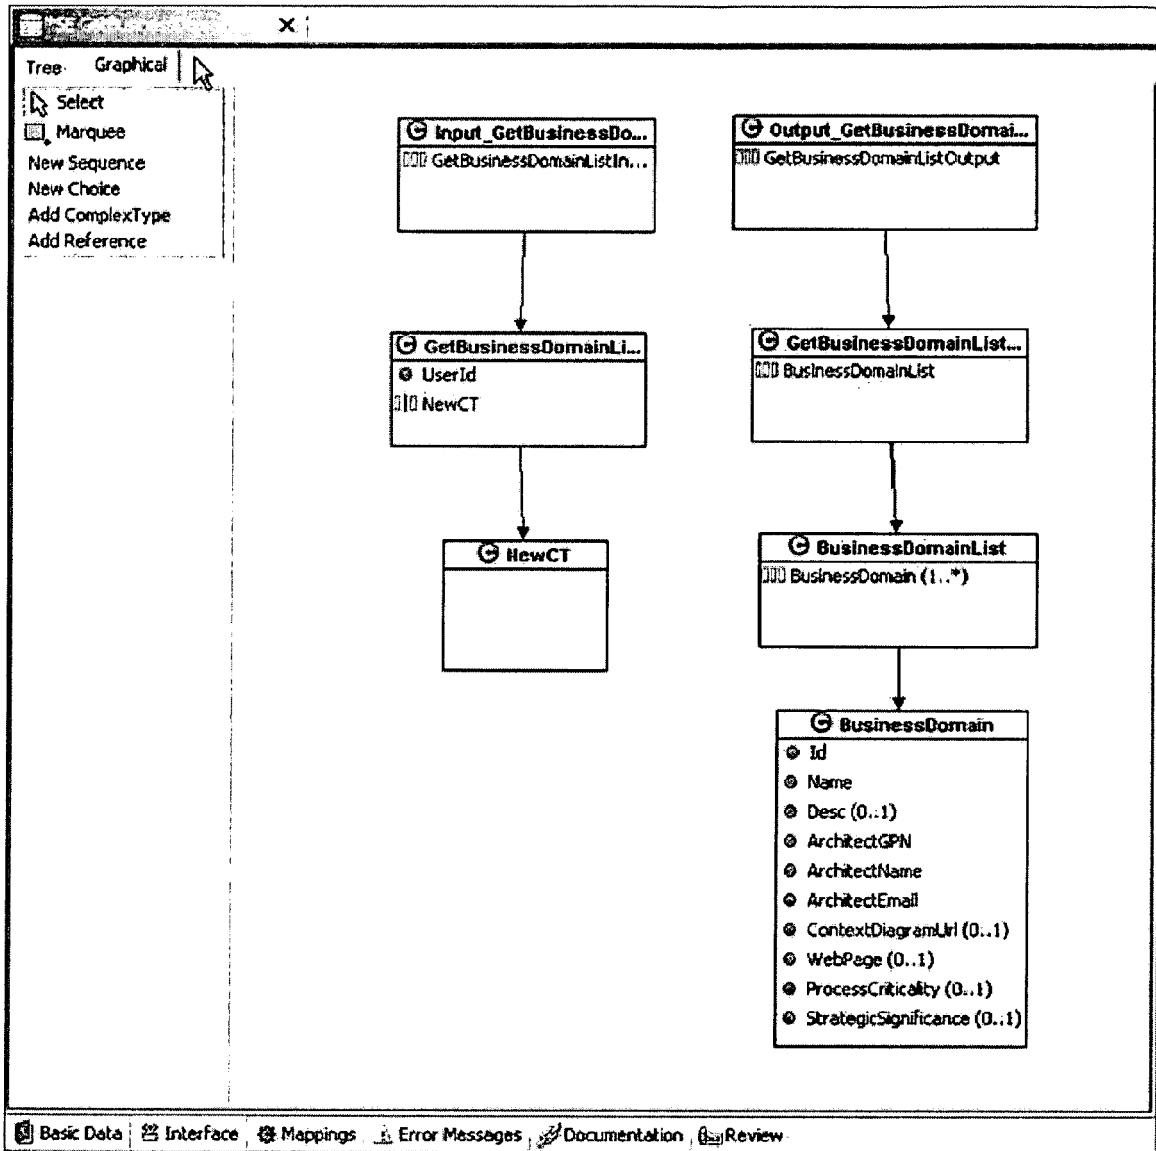 Tree
Graphical
Select
Marquee
New Sequence
New Choice
Add ComplexType
Add Reference
Input_GetBusinessDo...
GetBusinessDomainListIn...
Output_GetBusinessDomai...
GetBusinessDomainListOutput
GetBusinessDomainLi...
UserId
NewCT
GetBusinessDomainList...
BusinessDomainList
NewCT
BusinessDomainList
BusinessDomain (1..*)
BusinessDomain
Id
Name
Desc (0..1)
ArchitectGPN
ArchitectName
ArchitectEmail
ContextDiagramUrl (0..1)
WebPage (0..1)
ProcessCriticality (0..1)
StrategicSignificance (0..1)
Basic Data Interface Mappings Error Messages Documentation Review